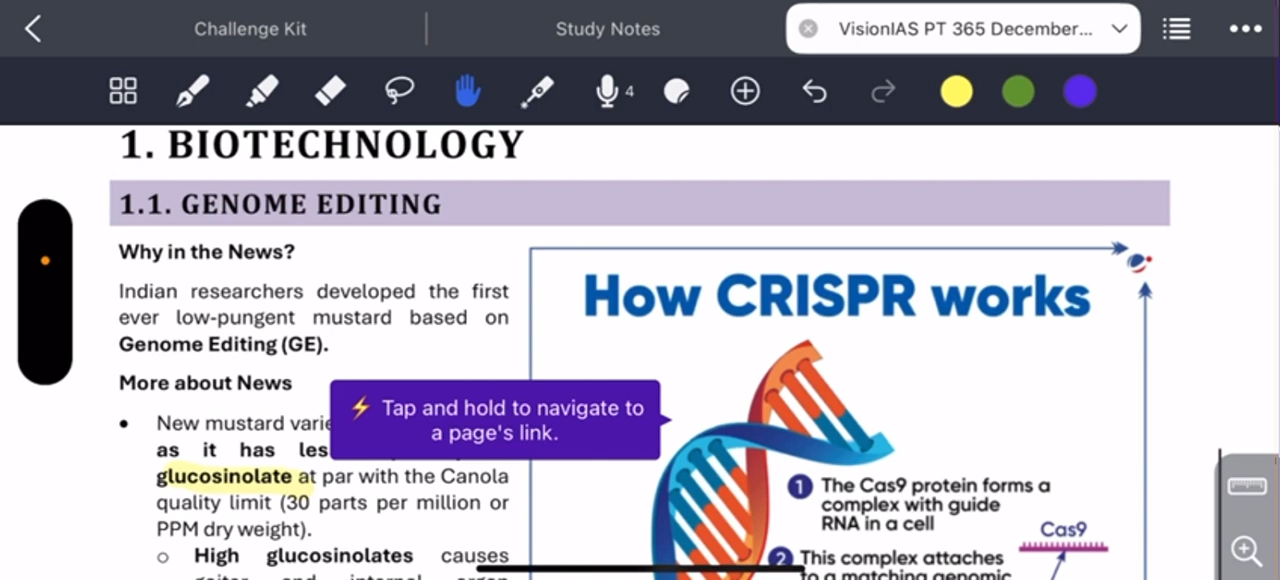 Challenge Kit
Study Notes
VisionIAS PT 365 December...
4
1. BIOTECHNOLOGY
1.1. GENOME EDITING
Why in the News?
Indian researchers developed the first
ever low-pungent mustard based on
Genome Editing (GE).
More about News
• New mustard
as it has
glucosinolate at par with the Canola
quality limit (30 parts per million or
PPM dry weight).
o High glucosinolates causes
⚡ Tap and hold to navigate to
a page's link.
How CRISPR works
1 The Cas9 protein forms a
complex with guide
RNA in a cell
Cas9
2 This complex attaches
to a matching genomic